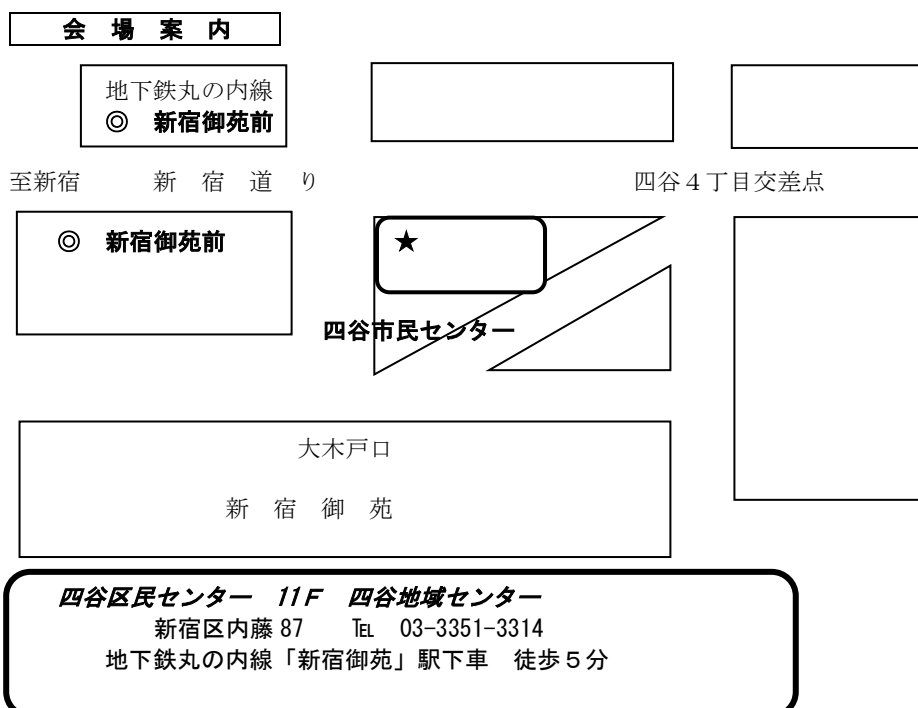 会 場 案 内
地下鉄丸の内線
◎ 新宿御苑前
至新宿 新 宿 道 り 四谷4丁目交差点
◎ 新宿御苑前
★
四谷市民センター
大木戸口
新 宿 御 苑
四谷区民センター 11F 四谷地域センター
新宿区内藤 87 ℡ 03-3351-3314
地下鉄丸の内線「新宿御苑」駅下車 徒歩5分